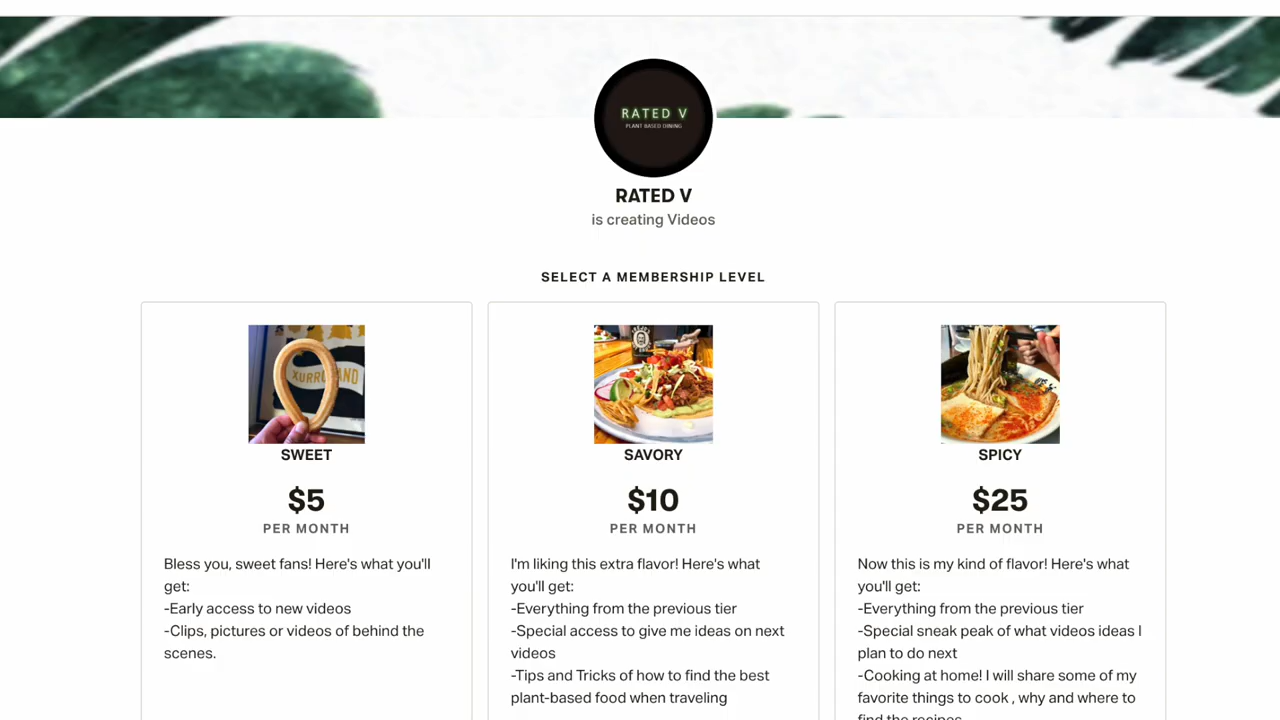 RATED V
PLANT BASED DINING
RATED V
is creating Videos
SELECT A MEMBERSHIP LEVEL
XURRO
AND
SWEET
$5
PER MONTH
Bless you, sweet fans! Here's what you'll
get:
-Early access to new videos
-Clips, pictures or videos of behind the
scenes.
SAVORY
$10
PER MONTH
I'm liking this extra flavor! Here's what
you'll get:
-Everything from the previous tier
-Special access to give me ideas on next
videos
-Tips and Tricks of how to find the best
plant-based food when traveling
SPICY
$25
PER MONTH
Now this is my kind of flavor! Here's what
you'll get:
-Everything from the previous tier
-Special sneak peak of what videos ideas I
plan to do next
-Cooking at home! I will share some of my
favorite things to cook , why and where to
find the recipes